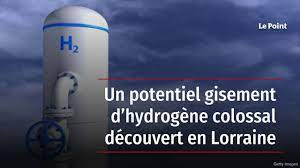 Le Point
H₂
Un potentiel gisement
d'hydrogène colossal
découvert en Lorraine
Getty Images